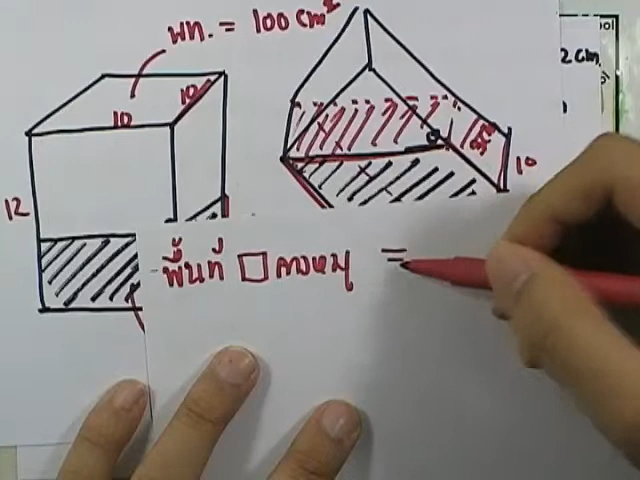 พท. = 100 cm²
10
10
12
10
2 cm.
พื้นที่ □ คางหมู =